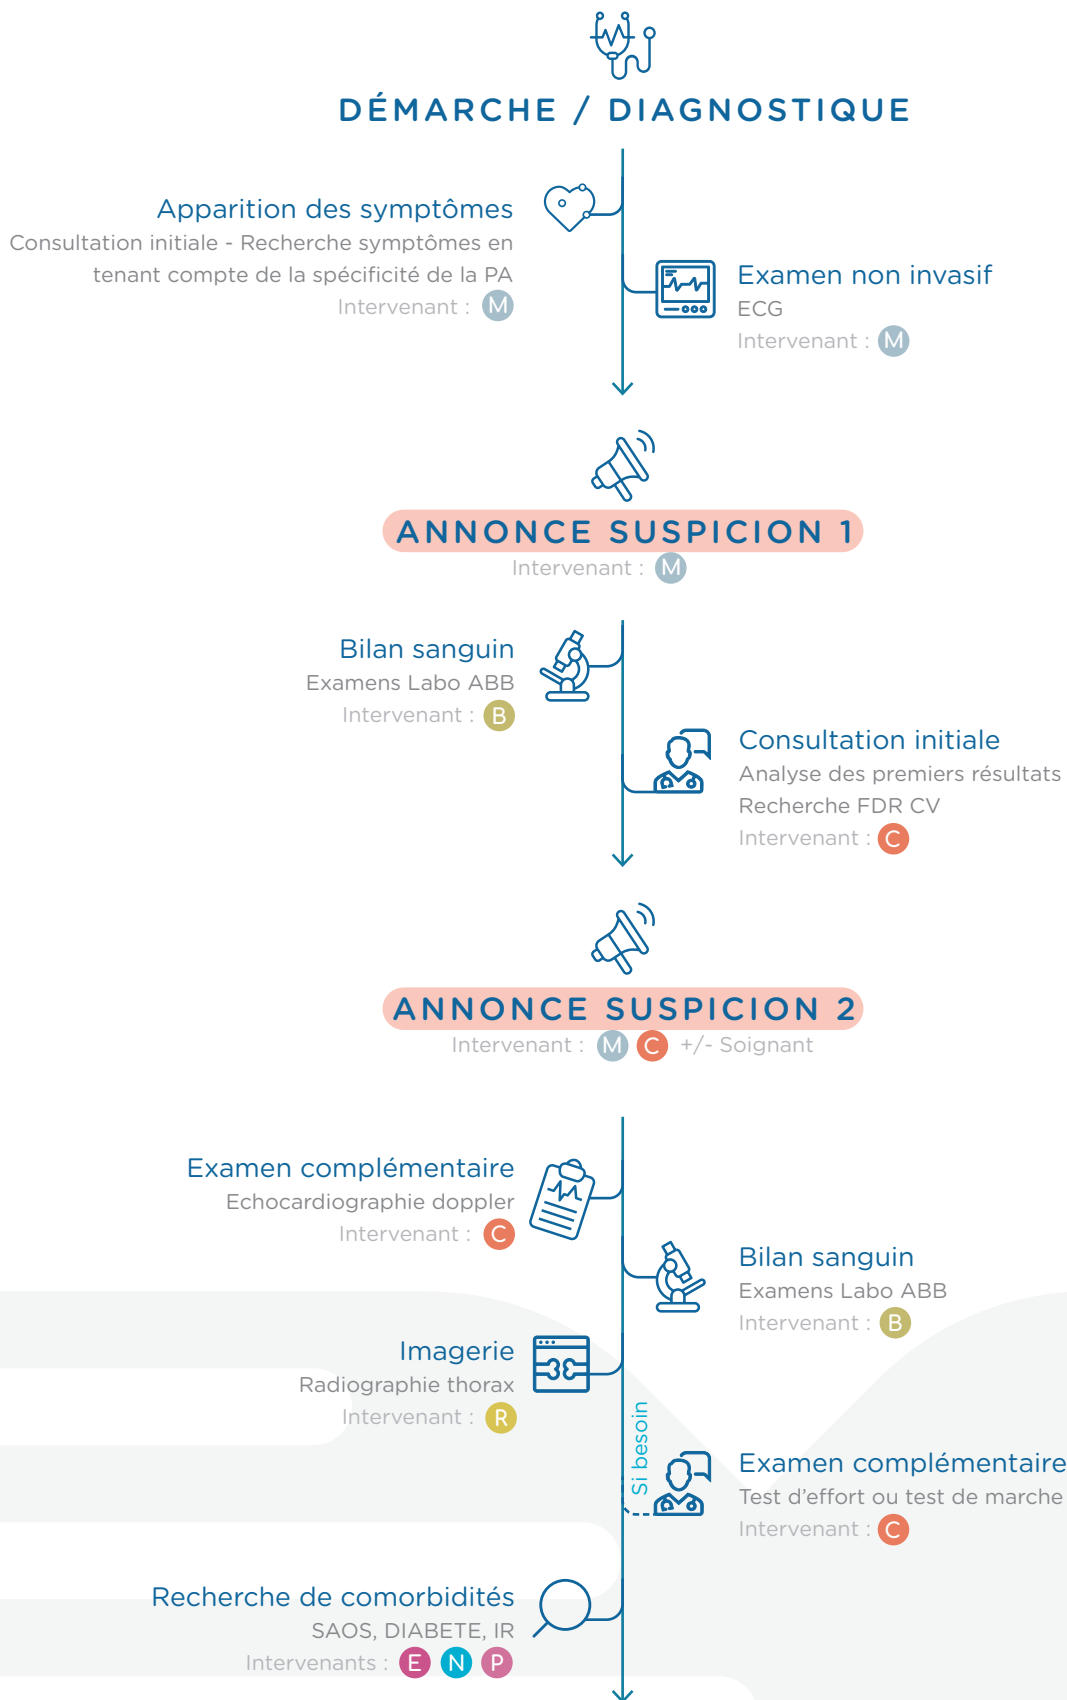 DÉMARCHE / DIAGNOSTIQUE
Apparition des symptômes
Consultation initiale - Recherche symptômes en
tenant compte de la spécificité de la PA
Intervenant : M
Examen non invasif
ECG
Intervenant : M
ANNONCE SUSPICION 1
Intervenant : M
Bilan sanguin
Examens Labo ABB
Intervenant : B
Consultation initiale
Analyse des premiers résultats
Recherche FDR CV
Intervenant : C
ANNONCE SUSPICION 2
Intervenant : M C +/- Soignant
Examen complémentaire
Echocardiographie doppler
Intervenant : C
Bilan sanguin
Examens Labo ABB
Intervenant : B
Imagerie
Radiographie thorax
Intervenant : R
Si besoin
Examen complémentaire
Test d’effort ou test de marche
Intervenant : C
Recherche de comorbidités
SAOS, DIABETE, IR
Intervenants : E N P